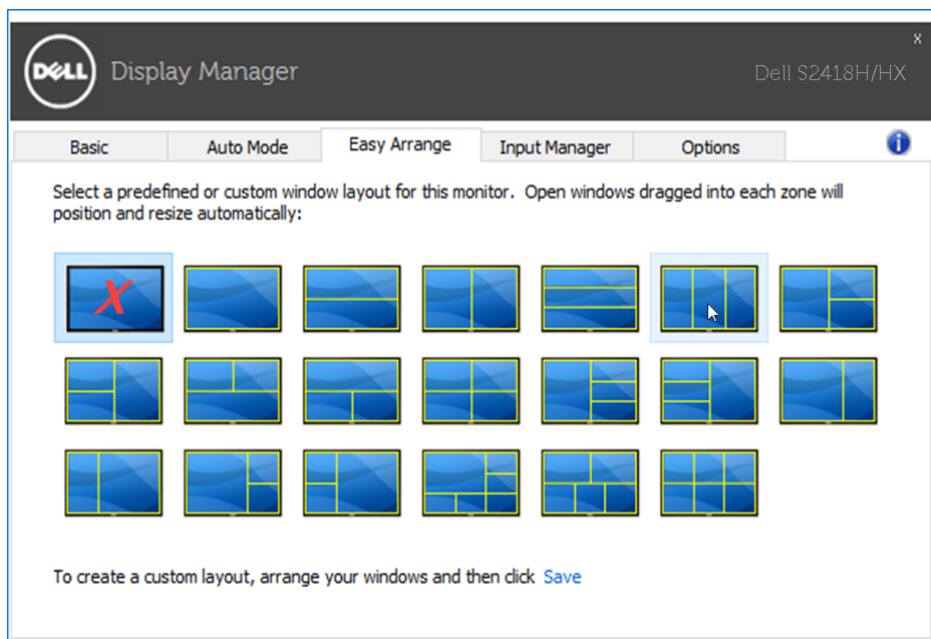 x
DELL Display Manager
Dell S2418H/HX
Basic Auto Mode Easy Arrange Input Manager Options i
Select a predefined or custom window layout for this monitor. Open windows dragged into each zone will
position and resize automatically:
X
To create a custom layout, arrange your windows and then click Save